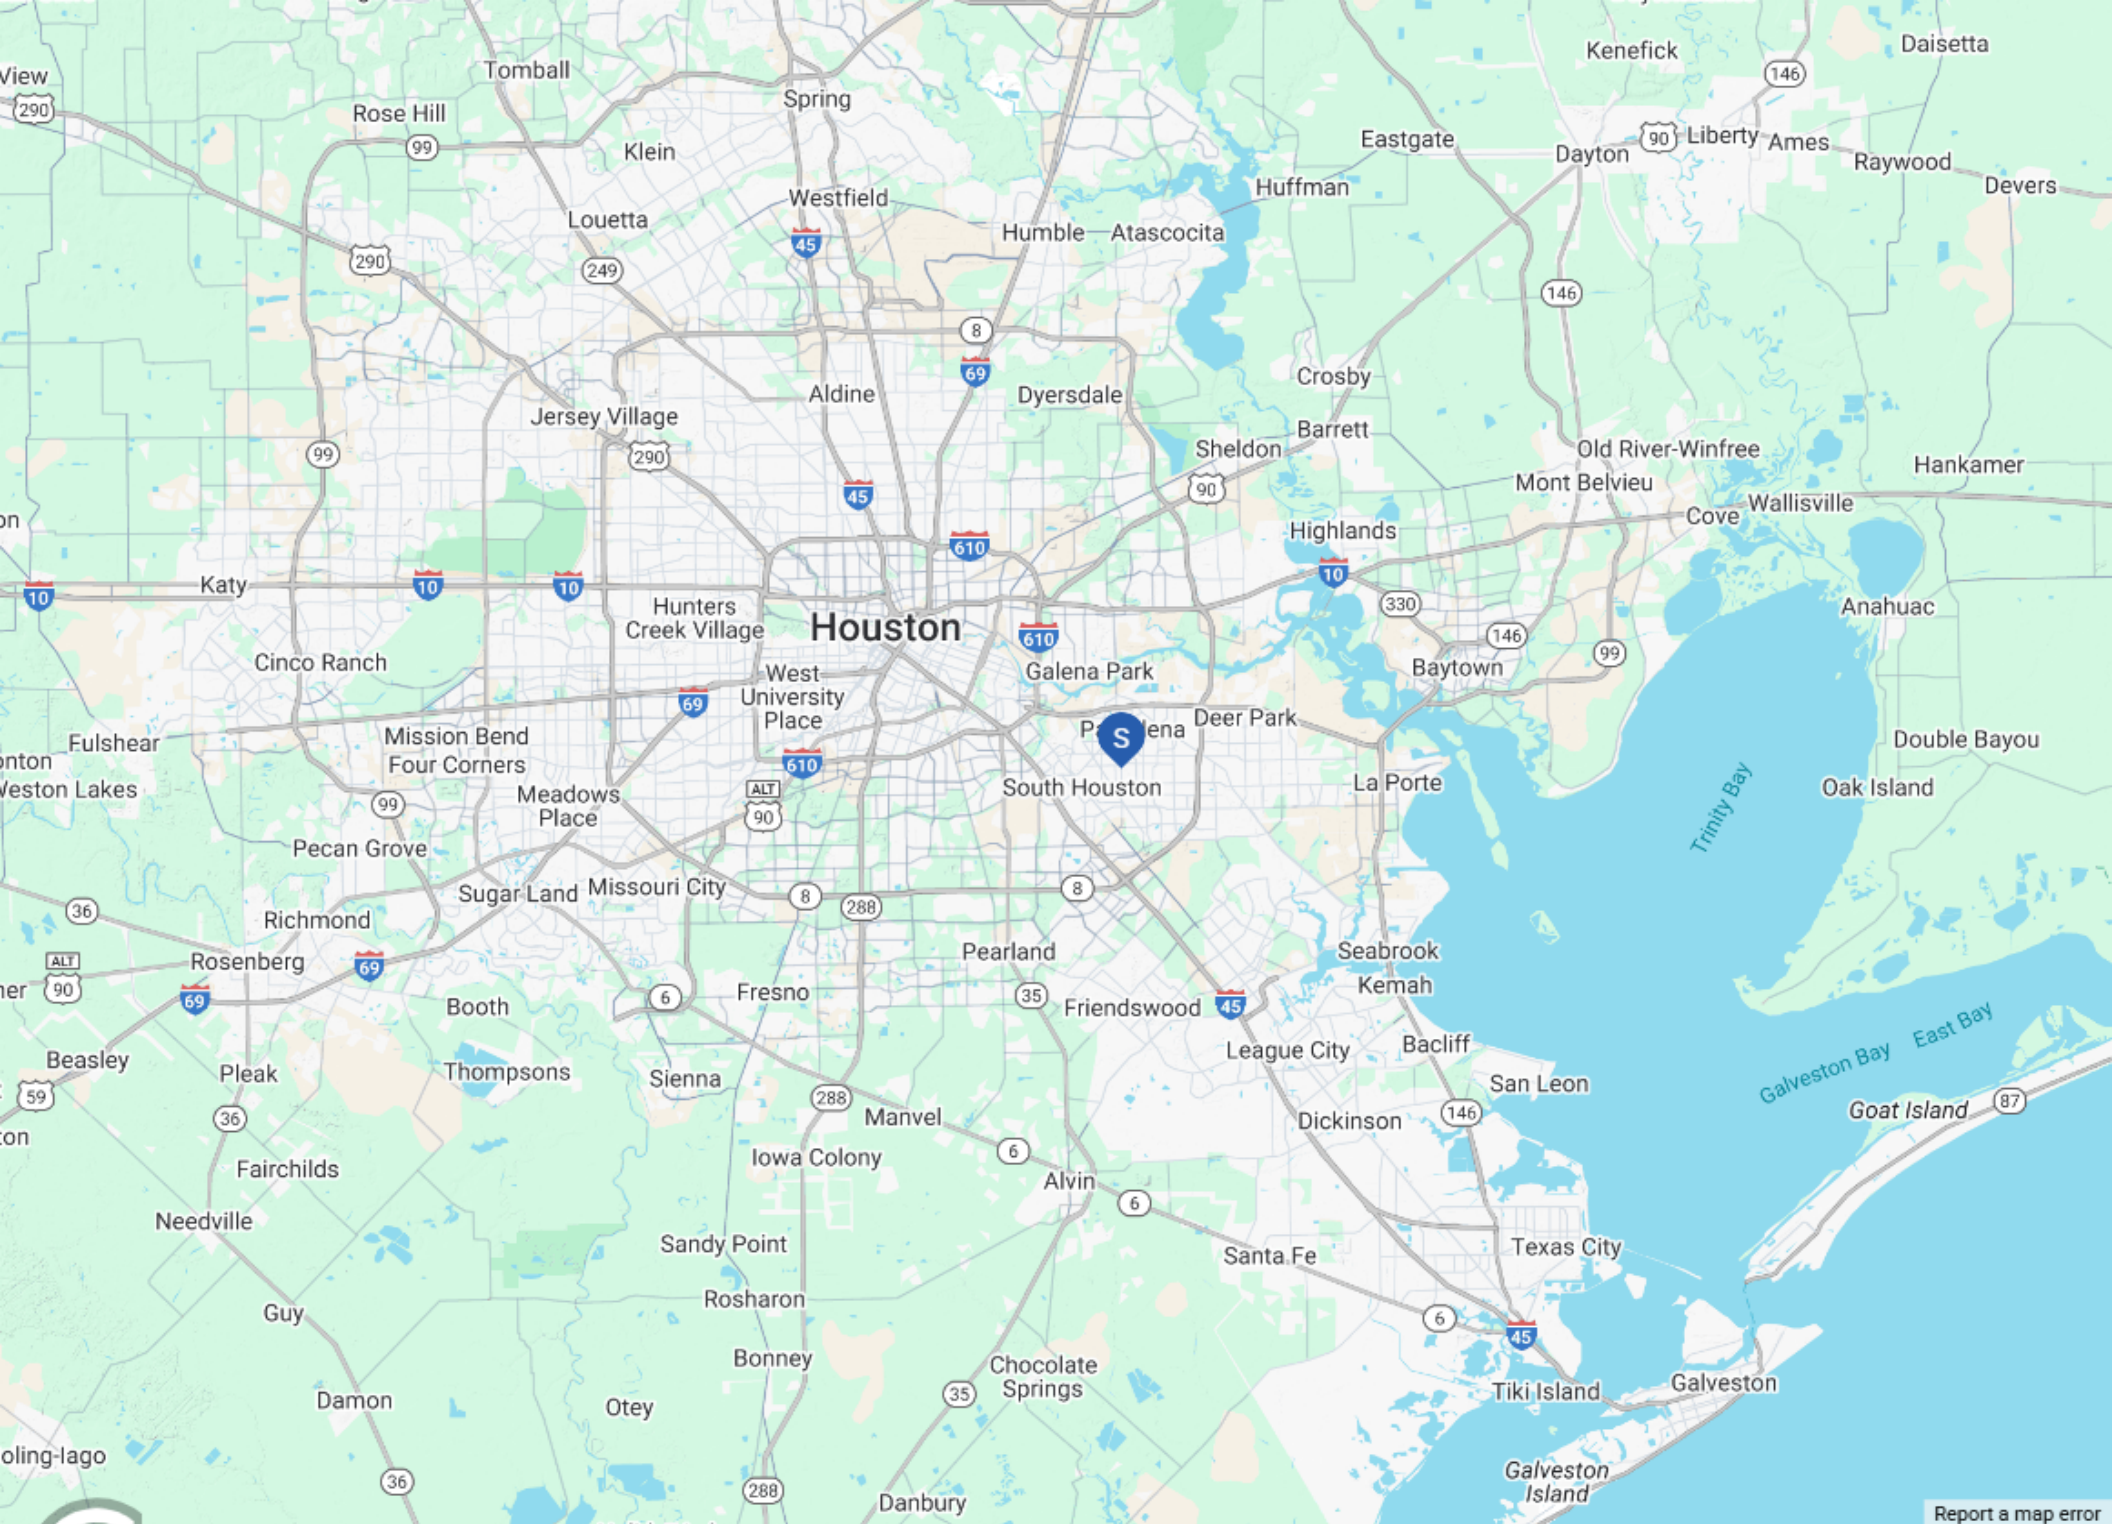 Kenefick
Daisetta
View
290
Tomball
146
Spring
Rose Hill
99
Klein
Eastgate
90
Liberty
Ames
Dayton
Raywood
Devers
Huffman
Westfield
Louetta
45
Humble
Atascocita
290
249
146
8
69
Crosby
Aldine
Dyersdale
Jersey Village
290
99
Barrett
Sheldon
Old River-Winfree
Hankamer
Mont Belvieu
90
45
Wallisville
Cove
on
Highlands
610
10
Katy
10
10
10
330
Hunters
Creek Village
Houston
610
146
Anahuac
99
Cinco Ranch
Galena Park
Baytown
West
University
Place
69
Deer Park
S
Fulshear
Mission Bend
Four Corners
Double Bayou
onton
610
Weston Lakes
South Houston
La Porte
Oak Island
Trinity Bay
99
Meadows
Place
ALT
90
Pecan Grove
Sugar Land
Missouri City
8
288
8
36
Richmond
Pearland
Seabrook
Rosenberg
69
ALT
90
ner
69
Kemah
Booth
6
Fresno
35
Friendswood
45
East Bay
League City
Bacliff
Galveston Bay
Beasley
Pleak
Thompsons
Sienna
San Leon
59
288
Goat Island
87
36
Manvel
Dickinson
146
ton
Iowa Colony
6
Fairchilds
Alvin
6
Needville
Sandy Point
Santa Fe
Texas City
Rosharon
Guy
6
45
Bonney
Chocolate
Springs
Tiki Island
Galveston
Damon
Otey
35
oling-Iago
36
288
Danbury
Galveston
Island
Report a map error